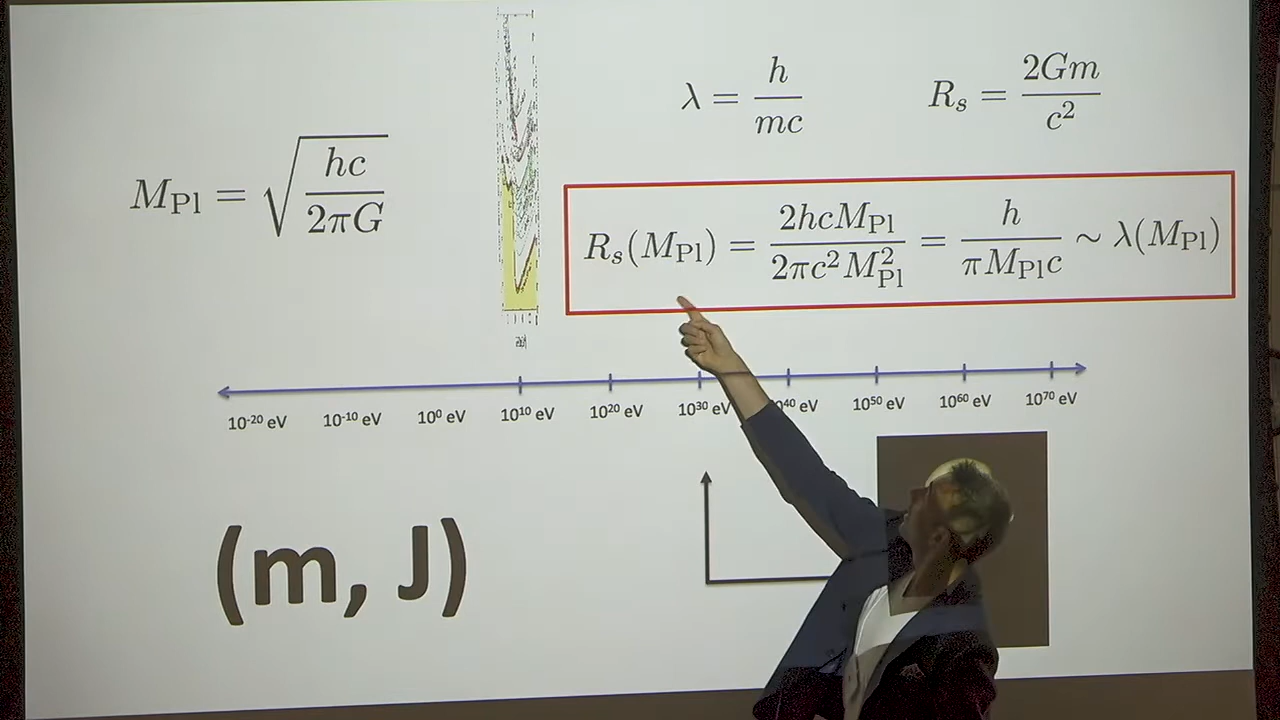 λ = h/mc
R_s = 2Gm/c²
M_Pl = √(hc/2πG)
R_s(M_Pl) = 2hcM_Pl/2πc²M²_Pl = h/πM_Plc ∼ λ(M_Pl)
10⁻²⁰ eV 10⁻¹⁰ eV 10⁰ eV 10¹⁰ eV 10²⁰ eV 10³⁰ eV 10⁴⁰ eV 10⁵⁰ eV 10⁶⁰ eV 10⁷⁰ eV
(m, J)